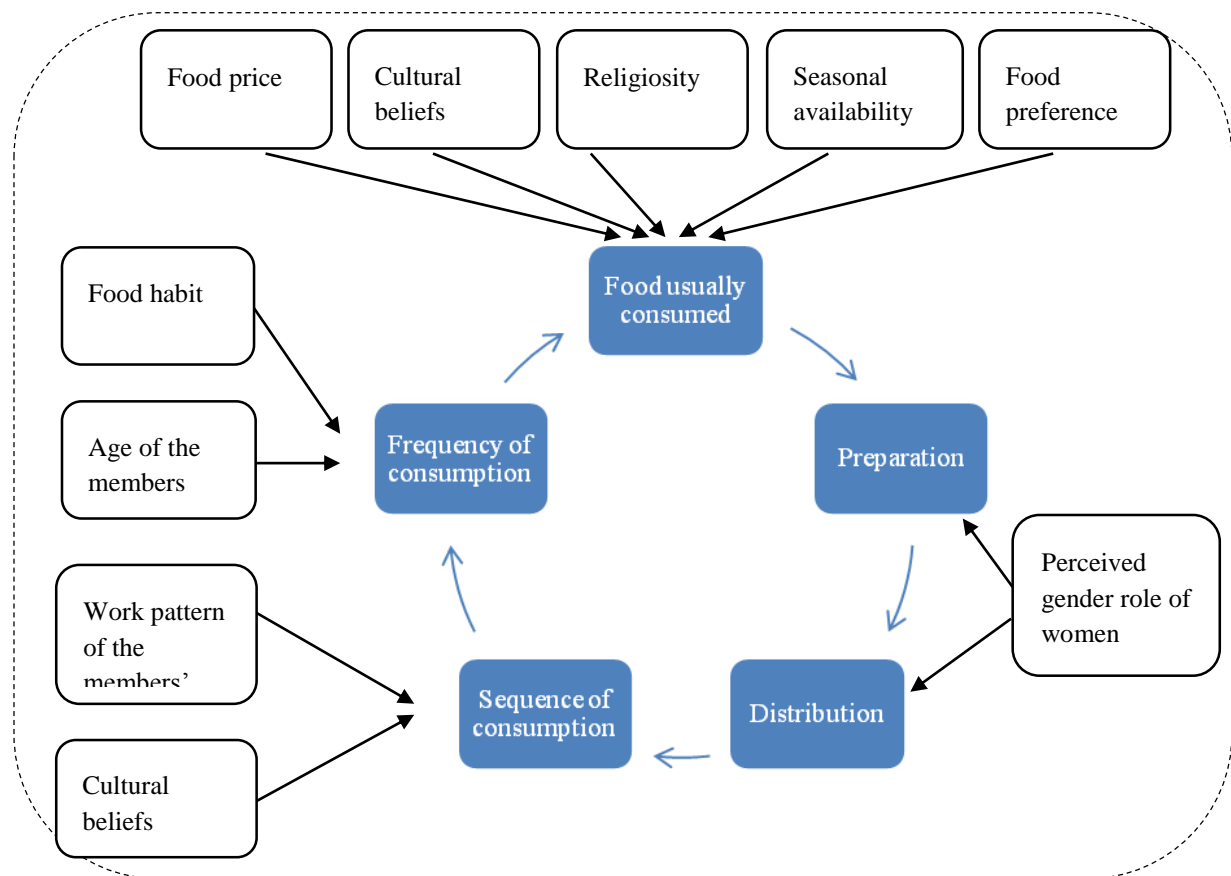 Food price
Cultural
beliefs
Religiosity
Seasonal
availability
Food
preference
Food usually
consumed
Food habit
Age of the
members
Frequency of
consumption
Preparation
Perceived
gender role of
women
Work pattern
of the
members’
Sequence of
consumption
Distribution
Cultural
beliefs